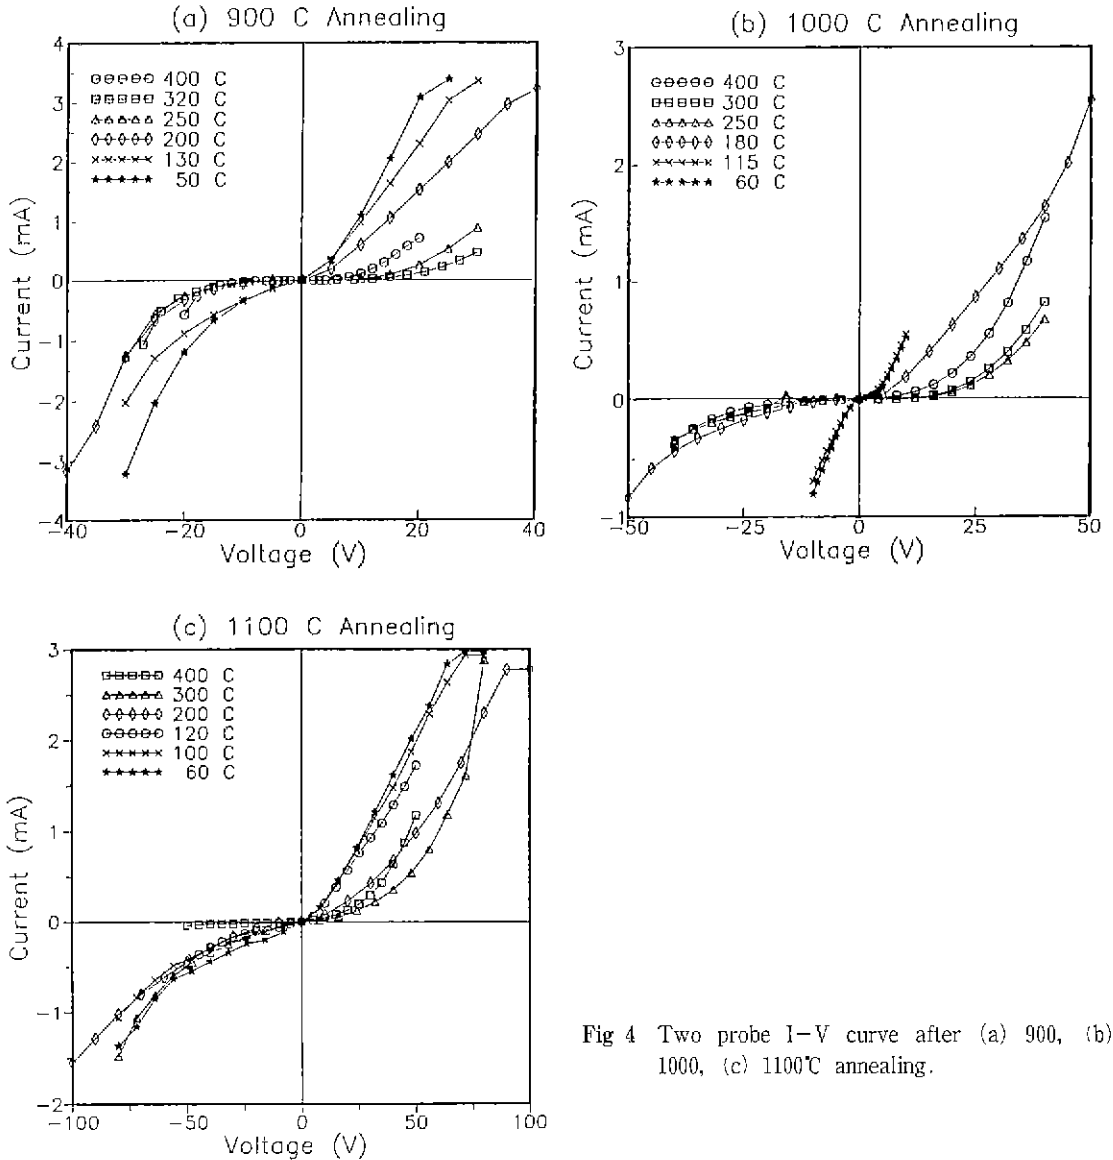 (a) 900 C Annealing
4
3
2
1
0
−1
−2
−3
−4
Current (mA)
400 C
320 C
250 C
200 C
130 C
50 C
−40
−20
0
20
40
Voltage (V)
(b) 1000 C Annealing
3
2
1
0
−1
Current (mA)
400 C
300 C
250 C
180 C
115 C
60 C
−50
−25
0
25
50
Voltage (V)
(c) 1100 C Annealing
3
2
1
0
−1
−2
Current (mA)
400 C
300 C
200 C
120 C
100 C
60 C
−100
−50
0
50
100
Voltage (V)
Fig 4 Two probe I−V curve after (a) 900, (b)
1000, (c) 1100℃ annealing.